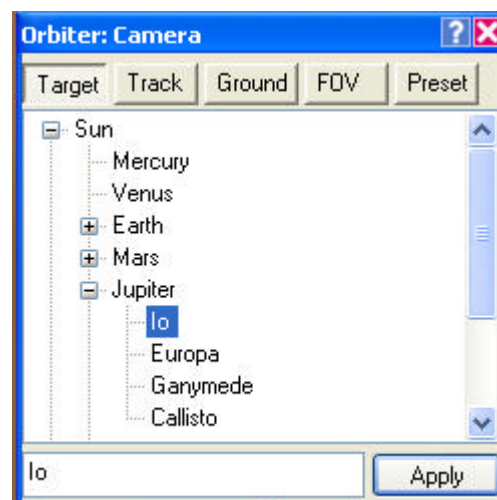 Orbiter: Camera
Target Track Ground FOV Preset
Sun
Mercury
Venus
Earth
Mars
Jupiter
Io
Europa
Ganymede
Callisto
Io Apply